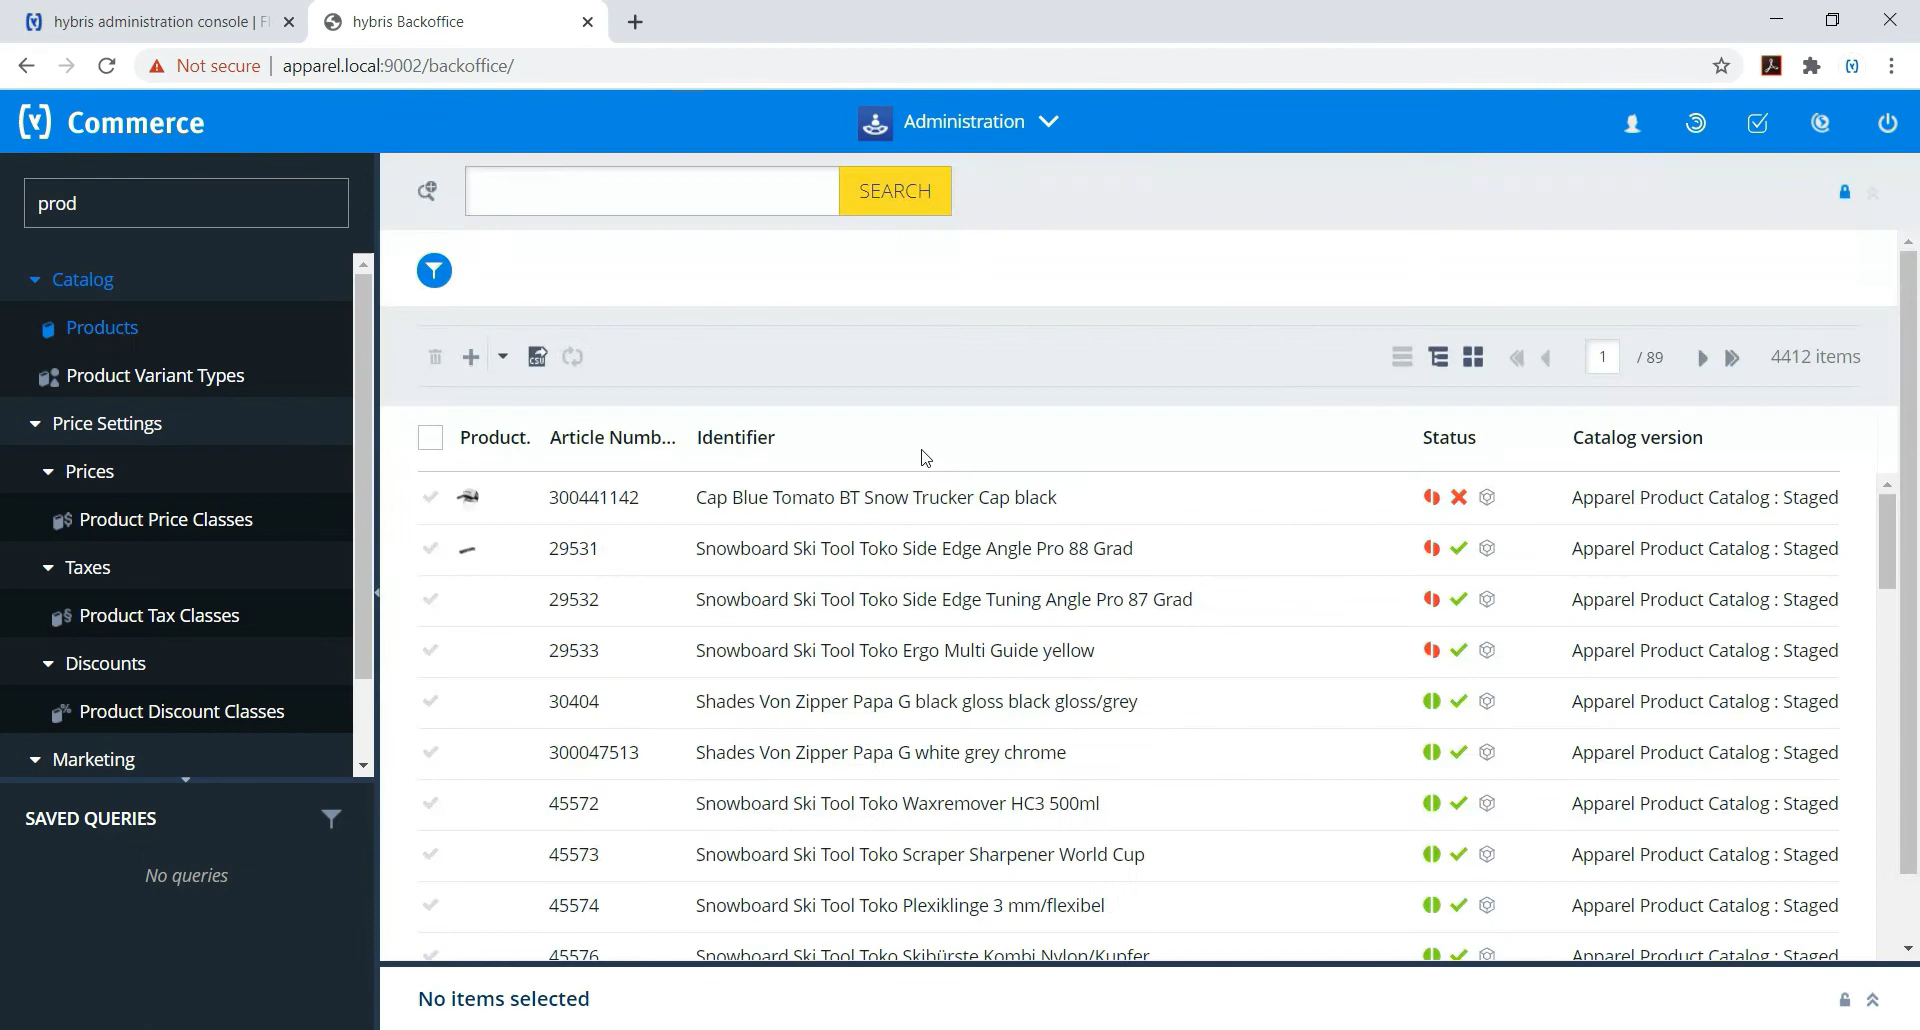 hybris administration console | Fl
hybris Backoffice
Not secure
apparel.local:9002/backoffice/
Commerce
Administration
prod
SEARCH
Catalog
Products
Product Variant Types
Price Settings
Prices
Product Price Classes
Taxes
Product Tax Classes
Discounts
Product Discount Classes
Marketing
SAVED QUERIES
No queries
CSV
1 / 89 4412 items
Product. Article Numb... Identifier Status Catalog version
300441142 Cap Blue Tomato BT Snow Trucker Cap black Apparel Product Catalog : Staged
29531 Snowboard Ski Tool Toko Side Edge Angle Pro 88 Grad Apparel Product Catalog : Staged
29532 Snowboard Ski Tool Toko Side Edge Tuning Angle Pro 87 Grad Apparel Product Catalog : Staged
29533 Snowboard Ski Tool Toko Ergo Multi Guide yellow Apparel Product Catalog : Staged
30404 Shades Von Zipper Papa G black gloss black gloss/grey Apparel Product Catalog : Staged
300047513 Shades Von Zipper Papa G white grey chrome Apparel Product Catalog : Staged
45572 Snowboard Ski Tool Toko Waxremover HC3 500ml Apparel Product Catalog : Staged
45573 Snowboard Ski Tool Toko Scraper Sharpener World Cup Apparel Product Catalog : Staged
45574 Snowboard Ski Tool Toko Plexiklinge 3 mm/flexibel Apparel Product Catalog : Staged
45576 Snowboard Ski Tool Toko Skibürste Kombi Nylon/Kupfer Apparel Product Catalog : Staged
No items selected